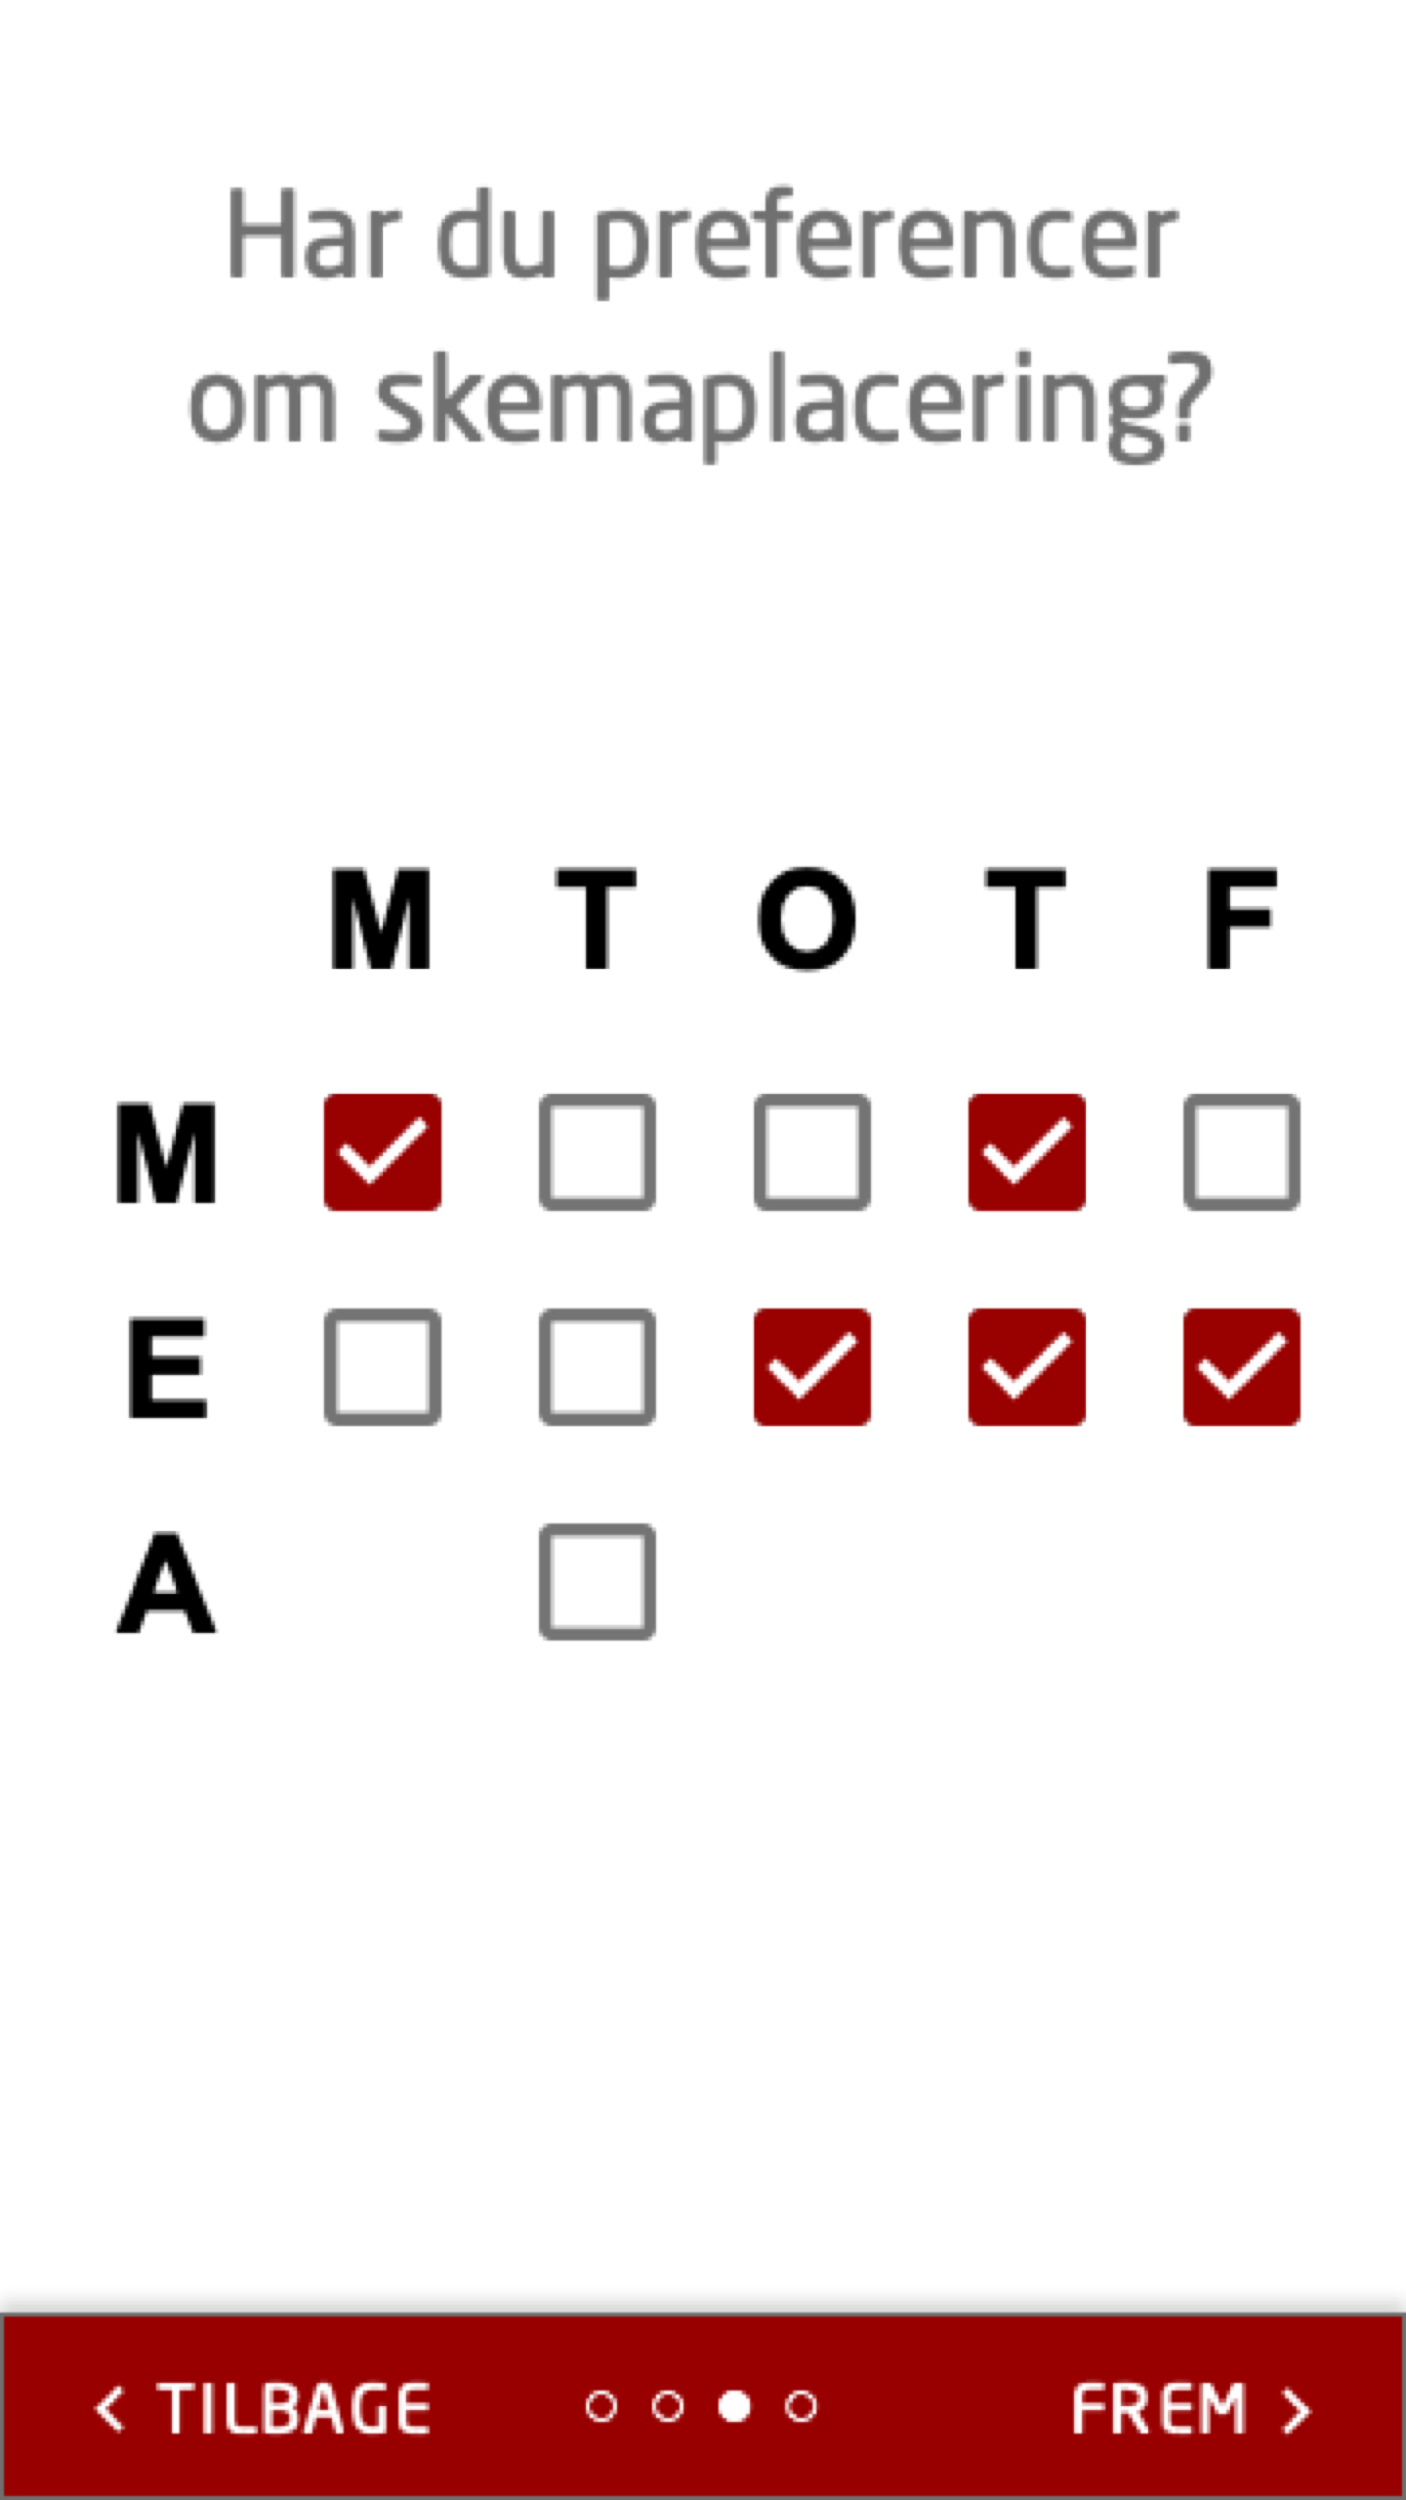 Har du preferencer
om skemaplacering?
M T O T F
M
E
A
TILBAGE FREM